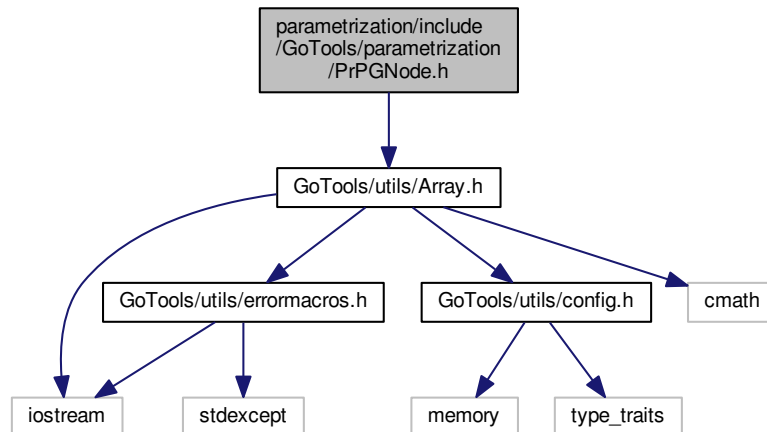 parametrization/include
/GoTools/parametrization
/PrPGNode.h
GoTools/utils/Array.h
GoTools/utils/errormacros.h
GoTools/utils/config.h
cmath
iostream
stdexcept
memory
type_traits